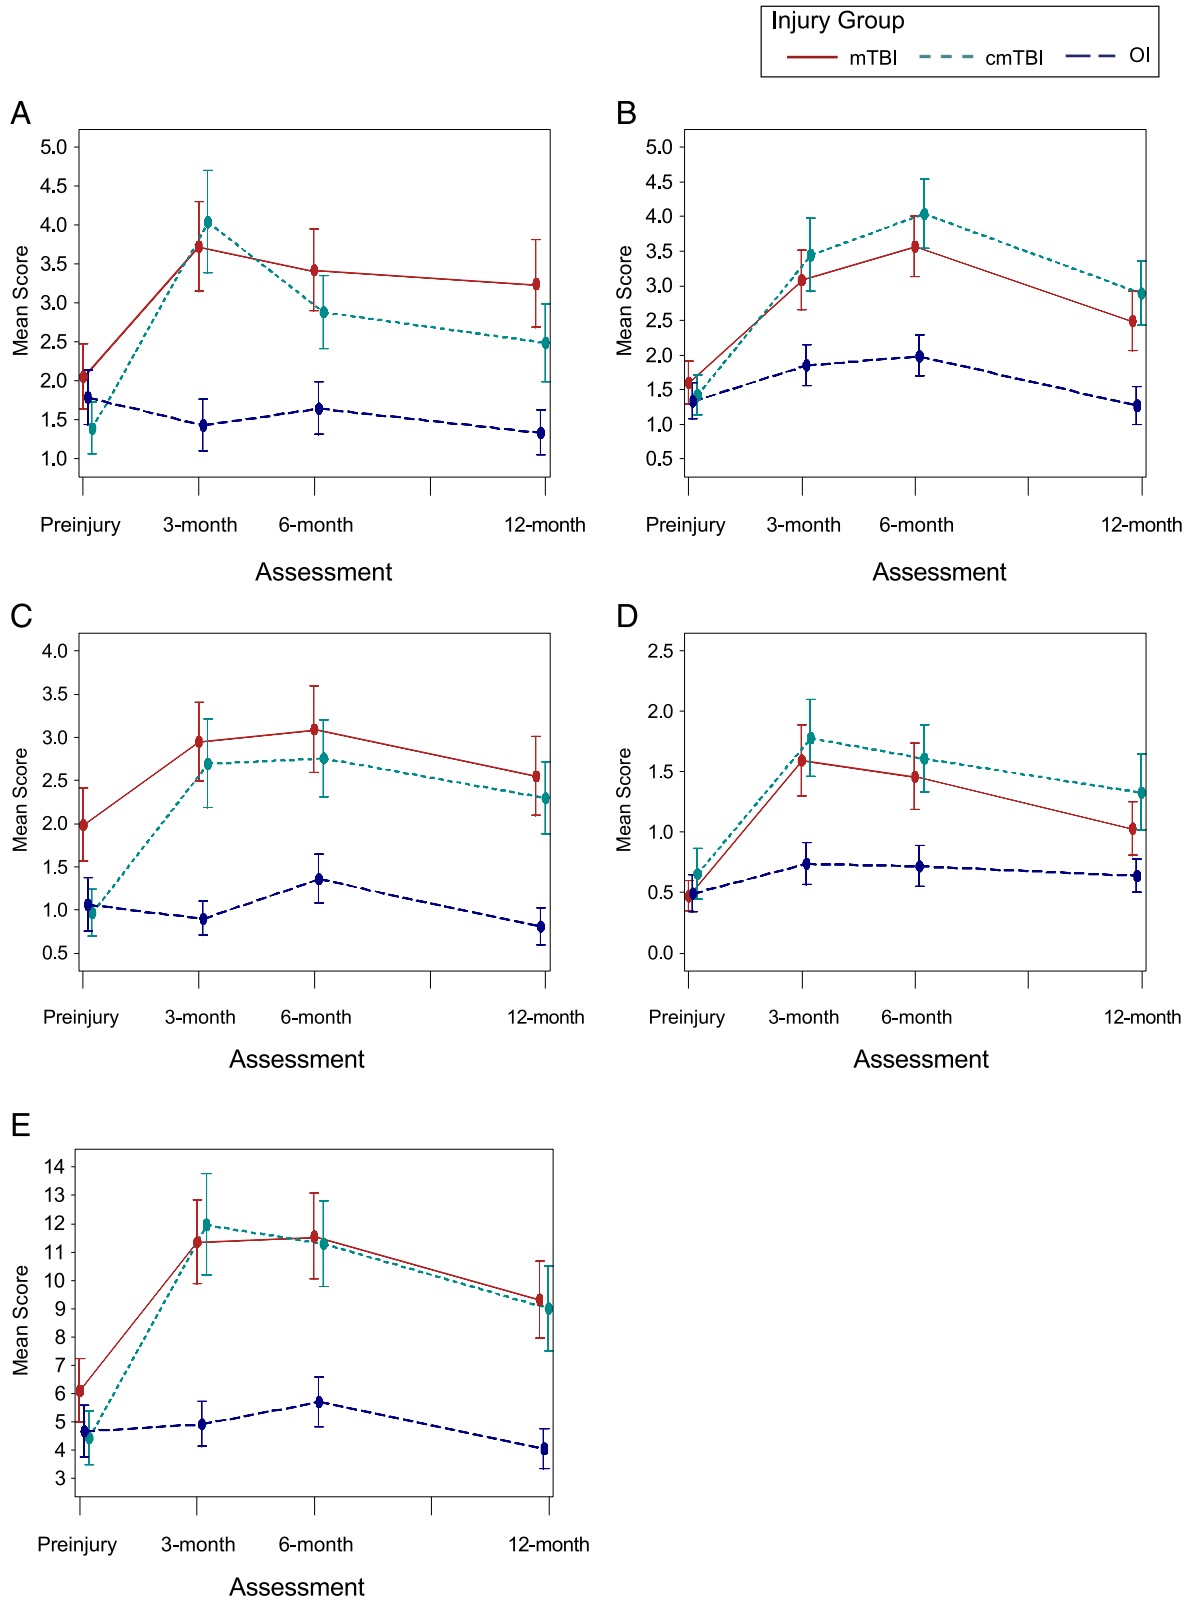 Injury Group
mTBI cmTBI OI
A
5.0
4.5
4.0
3.5
3.0
2.5
2.0
1.5
1.0
Mean Score
Preinjury 3-month 6-month 12-month
Assessment
B
5.0
4.5
4.0
3.5
3.0
2.5
2.0
1.5
1.0
0.5
Mean Score
Preinjury 3-month 6-month 12-month
Assessment
C
4.0
3.5
3.0
2.5
2.0
1.5
1.0
0.5
Mean Score
Preinjury 3-month 6-month 12-month
Assessment
D
2.5
2.0
1.5
1.0
0.5
0.0
Mean Score
Preinjury 3-month 6-month 12-month
Assessment
E
14
13
12
11
10
9
8
7
6
5
4
3
Mean Score
Preinjury 3-month 6-month 12-month
Assessment